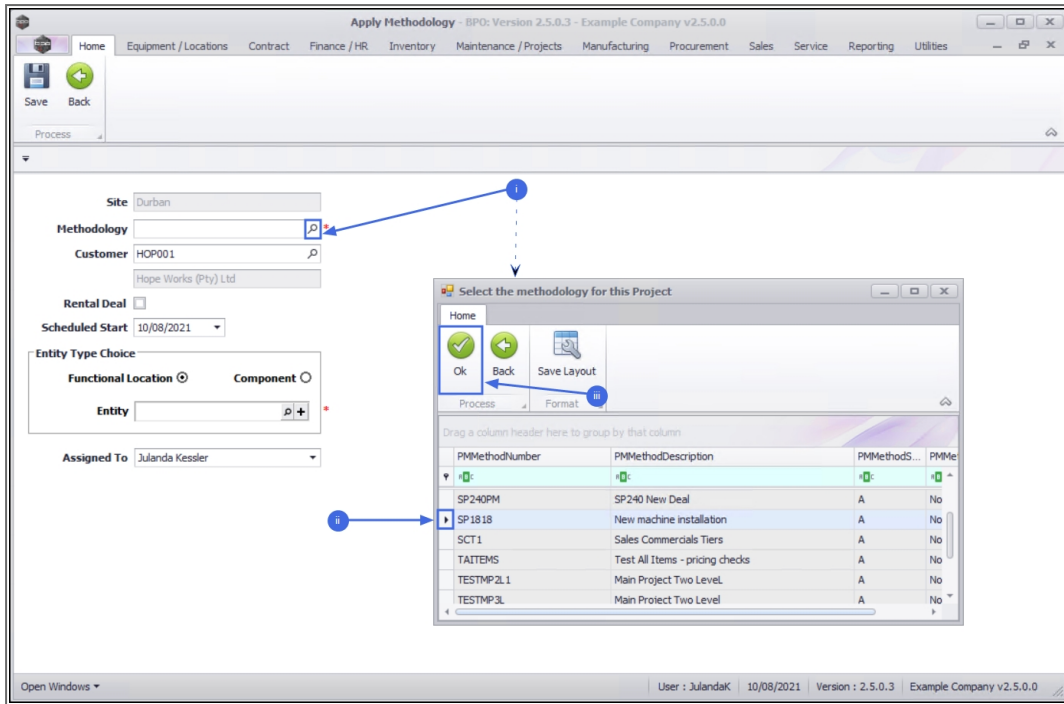 Apply Methodology - BPO: Version 2.5.0.3 - Example Company v2.5.0.0
Home Equipment / Locations Contract Finance / HR Inventory Maintenance / Projects Manufacturing Procurement Sales Service Reporting Utilities
Save Back
Process
Site Durban
i
Methodology *
Customer HOP001
Hope Works (Pty) Ltd
Rental Deal
Scheduled Start 10/08/2021
Entity Type Choice
Functional Location Component
Entity *
Assigned To Julanda Kessler
Select the methodology for this Project
Home
Ok Back Save Layout
iii
Process Format
Drag a column header here to group by that column
PMMethodNumber PMMethodDescription PMMethodS... PMMe
SP240PM SP240 New Deal A No
ii
SP1818 New machine installation A No
SCT1 Sales Commercials Tiers A No
TAITEMS Test All Items - pricing checks A No
TESTMP2L1 Main Project Two LeveL A No
TESTMP3L Main Project Two Level A No
Open Windows User : JulandaK 10/08/2021 Version : 2.5.0.3 Example Company v2.5.0.0